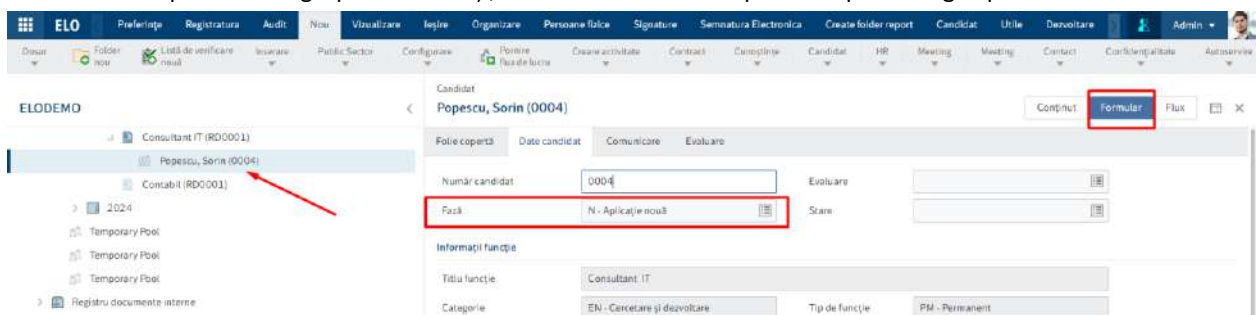 ELO Preferințe Registratura Audit Nou Vizualizare Ieșire Organizare Persoane fizice Signature Semnatura Electronica Create folder report Candidat Utile Dezvoltare Admin
Dosar Folder nou Listă de verificare nouă Inserare Public Sector Configurare Pornire flux de lucru Creare activitate Contract Cunoștințe Candidat HR Meeting Meeting Contact Confidențialitate Autoservire
Candidat
ELODEMO
Popescu, Sorin (0004)
Conținut Formular Flux
Consultant IT (RD0001)
Folie copertă Date candidat Comunicare Evaluare
Popescu, Sorin (0004)
Contabil (RD0001)
Număr candidat 0004 Evaluare
2024
Fază N - Aplicație nouă Stare
Temporary Pool
Informații funcție
Temporary Pool
Temporary Pool
Titlu funcție Consultant IT
Registru documente interne
Categorie EN - Cercetare și dezvoltare Tip de funcție PM - Permanent